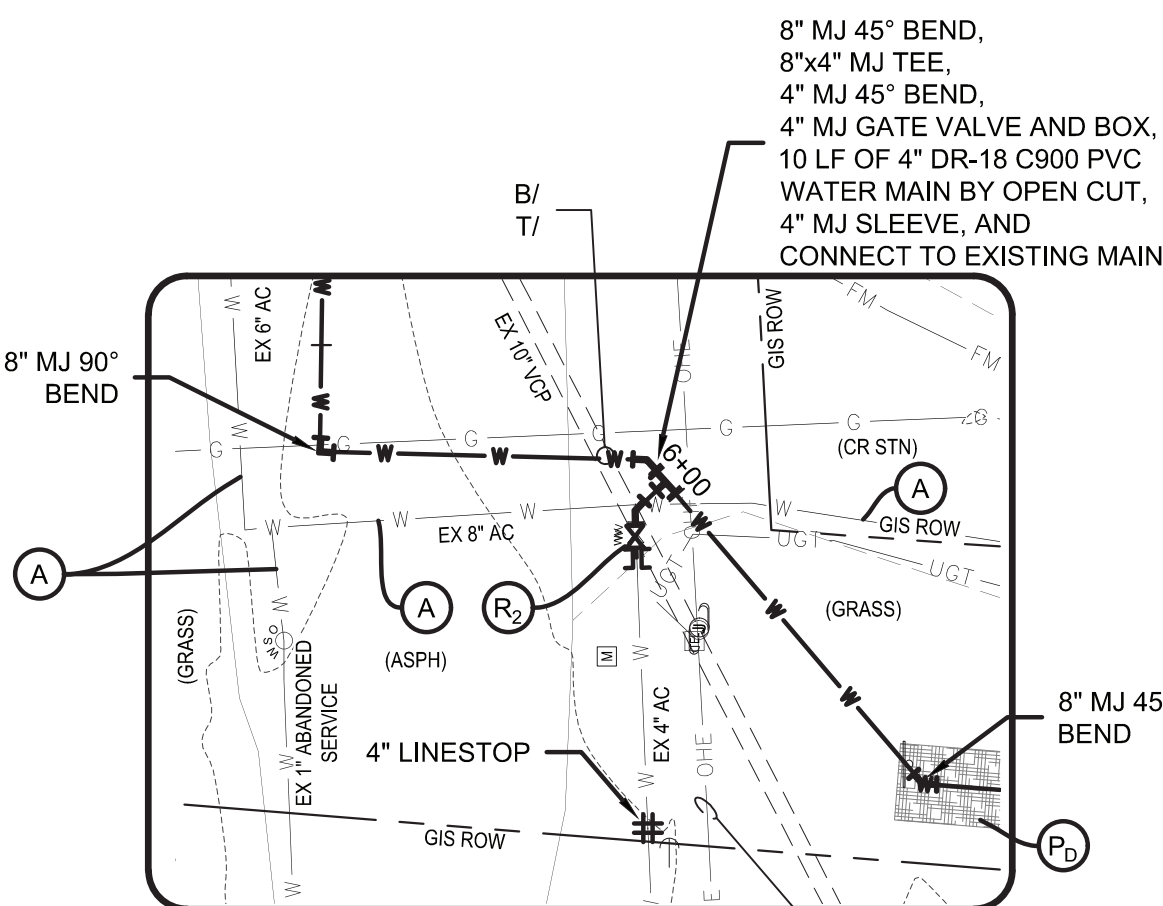 8" MJ 45° BEND,
8"x4" MJ TEE,
4" MJ 45° BEND,
4" MJ GATE VALVE AND BOX,
10 LF OF 4" DR-18 C900 PVC
WATER MAIN BY OPEN CUT,
4" MJ SLEEVE, AND
CONNECT TO EXISTING MAIN
B/
T/
8" MJ 90°
BEND
W
W
EX 6" AC
W
W
W
EX 10" VCP
OHE
GIS ROW
FM
FM
G
G
G
G
G
G
G
W
W
W
6+00
(CR STN)
A
W
W
W
W
W
W
EX 8" AC
GIS ROW
W
UGT
UGT
UGT
A
A
R2
W
W
(GRASS)
(GRASS)
WSO
(ASPH)
M
W
W
EX 1" ABANDONED
SERVICE
EX 4" AC
OHE
W
8" MJ 45
BEND
4" LINESTOP
W
W
W
GIS ROW
PD
W
W
E